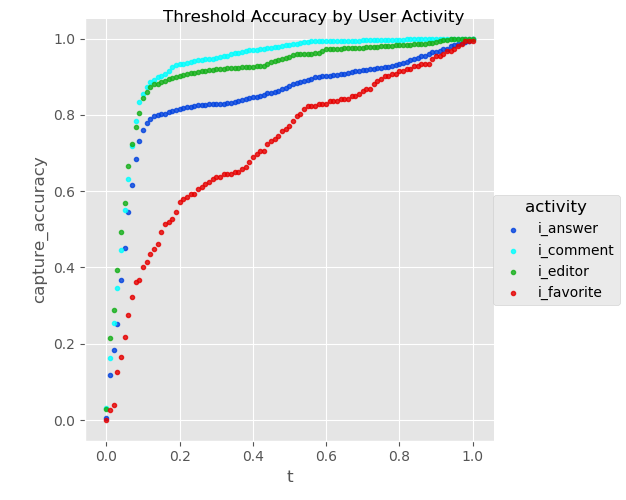 Threshold Accuracy by User Activity
capture_accuracy
1.0
0.8
0.6
0.4
0.2
0.0
0.0 0.2 0.4 0.6 0.8 1.0
t
activity
i_answer
i_comment
i_editor
i_favorite